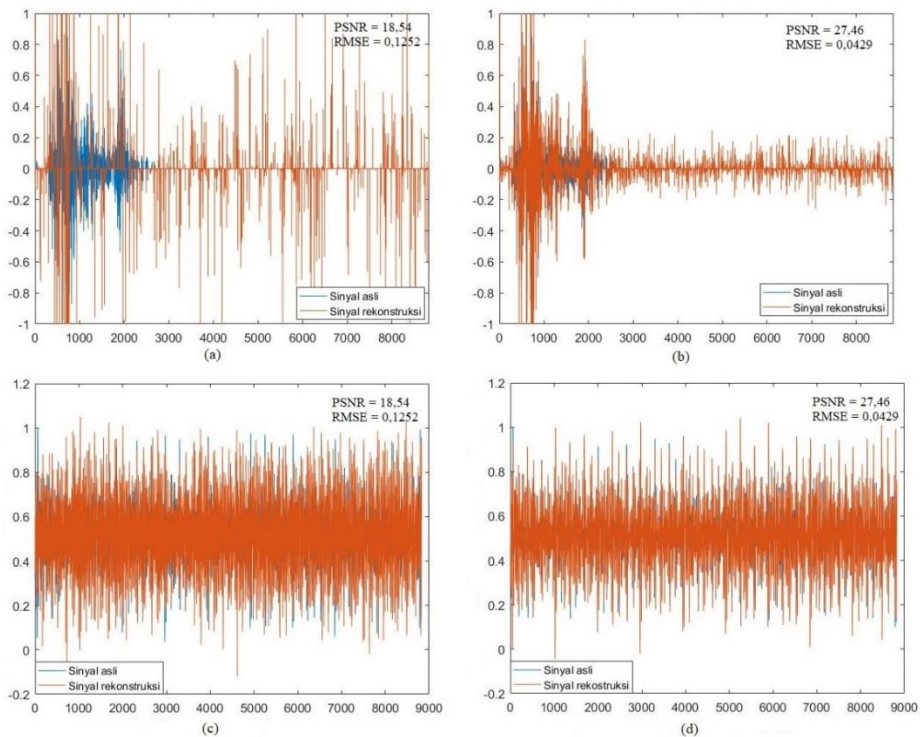 PSNR = 18,54
RMSE = 0,1252
1
0.8
0.6
0.4
0.2
0
-0.2
-0.4
-0.6
-0.8
-1
Sinyal asli
Sinyal rekonstruksi
0 1000 2000 3000 4000 5000 6000 7000 8000
(a)
PSNR = 27,46
RMSE = 0,0429
1
0.8
0.6
0.4
0.2
0
-0.2
-0.4
-0.6
-0.8
-1
Sinyal asli
Sinyal rekonstruksi
0 1000 2000 3000 4000 5000 6000 7000 8000
(b)
PSNR = 18,54
RMSE = 0,1252
1.2
1
0.8
0.6
0.4
0.2
0
-0.2
Sinyal asli
Sinyal rekonstruksi
0 1000 2000 3000 4000 5000 6000 7000 8000 9000
(c)
PSNR = 27,46
RMSE = 0,0429
1.2
1
0.8
0.6
0.4
0.2
0
-0.2
Sinyal asli
Sinyal rekostruksi
0 1000 2000 3000 4000 5000 6000 7000 8000 9000
(d)